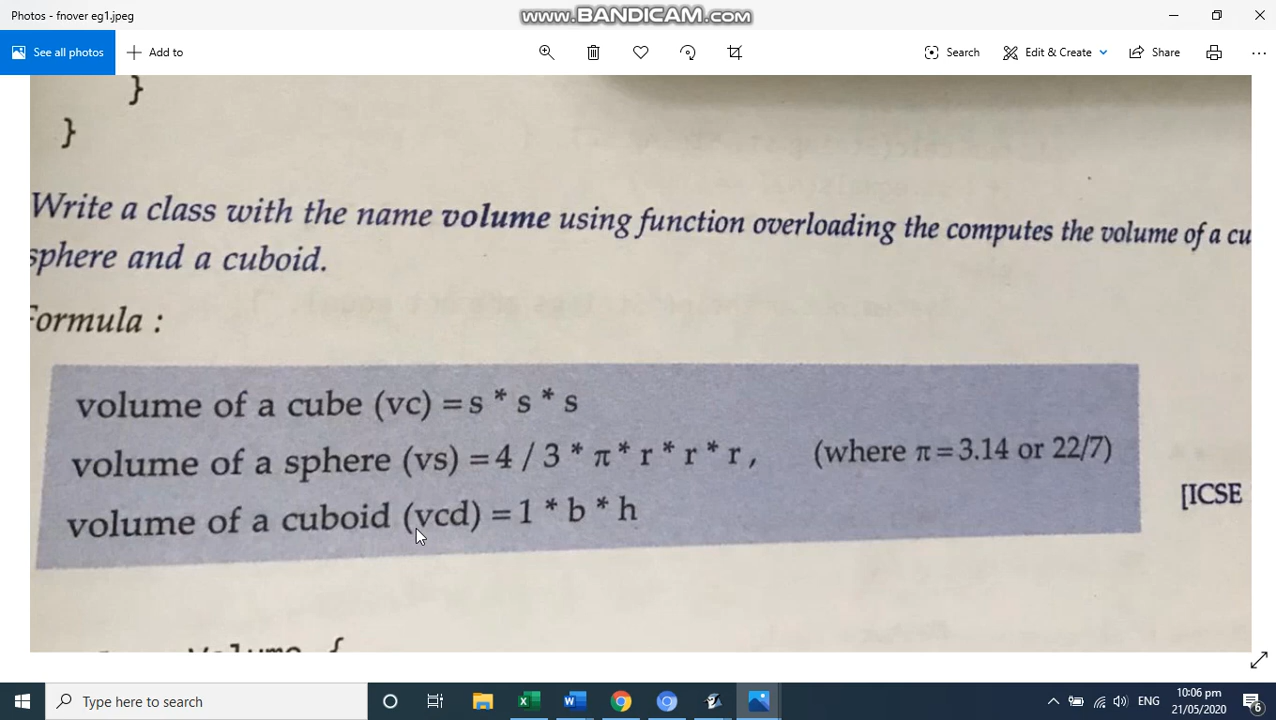 Photos - fnover eg1.jpeg
www.BANDICAM.com
See all photos
Add to
Search
Edit & Create
Share
}
}
Write a class with the name volume using function overloading the computes the volume of a cu
sphere and a cuboid.
Formula :
volume of a cube (vc) = s * s * s
volume of a sphere (vs) = 4 / 3 * π * r * r * r , (where π = 3.14 or 22/7)
volume of a cuboid (vcd) = 1 * b * h
[ICSE
Volume {
Type here to search
ENG
10:06 pm
21/05/2020
6